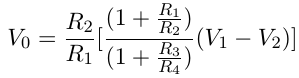 V_0 = \frac{R_2}{R_1}[\frac{(1 + \frac{R_1}{R_2})}{(1 + \frac{R_3}{R_4})}(V_1 - V_2)]